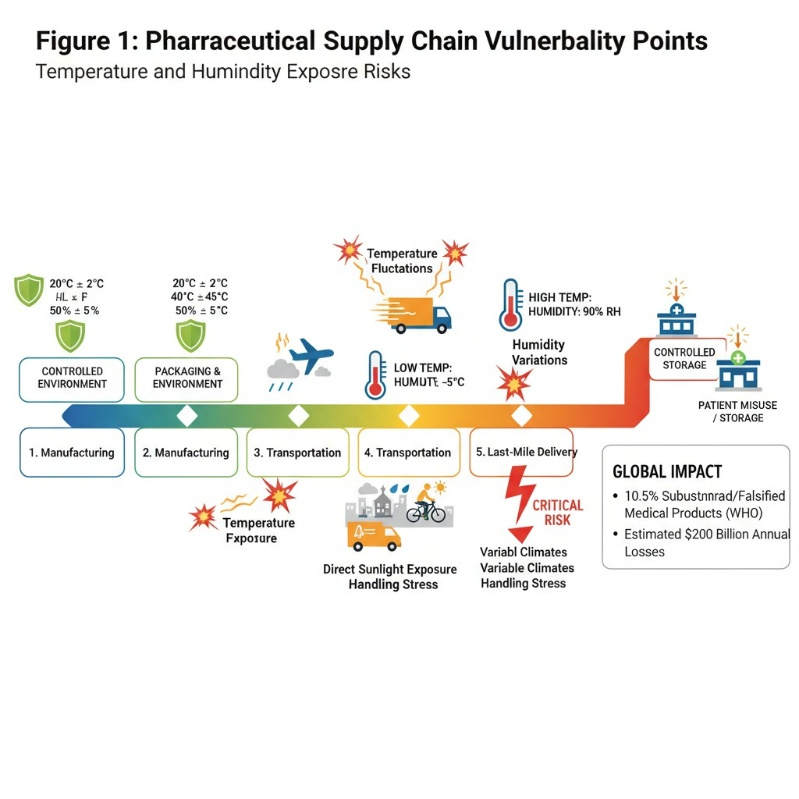 Figure 1: Pharraceutical Supply Chain Vulnerbality Points
Temperature and Humindity Exposre Risks
20°C ± 2°C
50% ± 5%
CONTROLLED
ENVIRONMENT
20°C ± 2°C
40°C ±45°C
50% ± 5°C
PACKAGING &
ENVIRONMENT
Temperature
Fluctations
LOW TEMP:
-5°C
HIGH TEMP:
HUMIDITY: 90% RH
Humidity
Variations
CONTROLLED
STORAGE
PATIENT MISUSE
/ STORAGE
1. Manufacturing
2. Manufacturing
3. Transportation
4. Transportation
5. Last-Mile Delivery
Temperature
Exposure
Direct Sunlight Exposure
Handling Stress
CRITICAL
RISK
Variabl Climates
Variable Climates
Handling Stress
GLOBAL IMPACT
• 10.5% Subustnnrad/Falsified
Medical Products (WHO)
• Estimated $200 Billion Annual
Losses